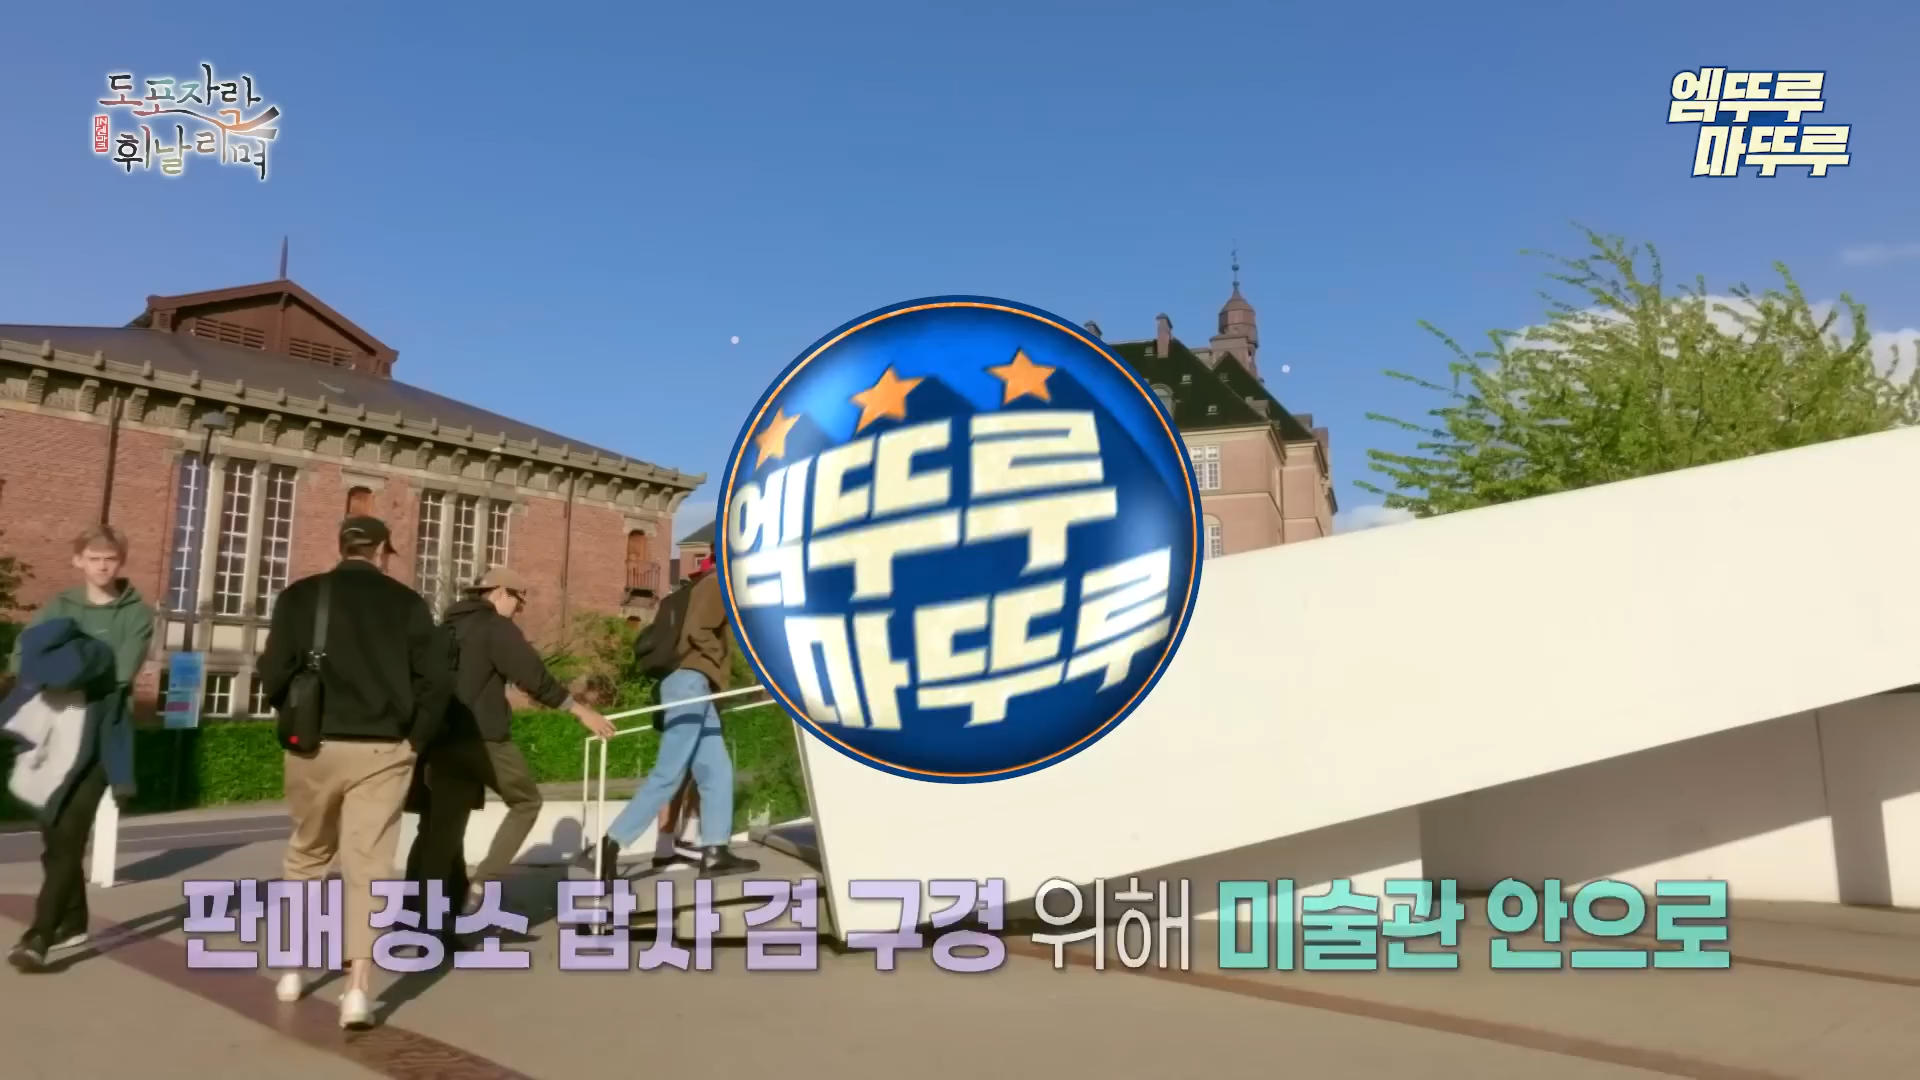 도포자락
휘날리며
엠뚜루
마뚜루
엠뚜루
마뚜루
판매 장소 답사 겸 구경 위해 미술관 안으로